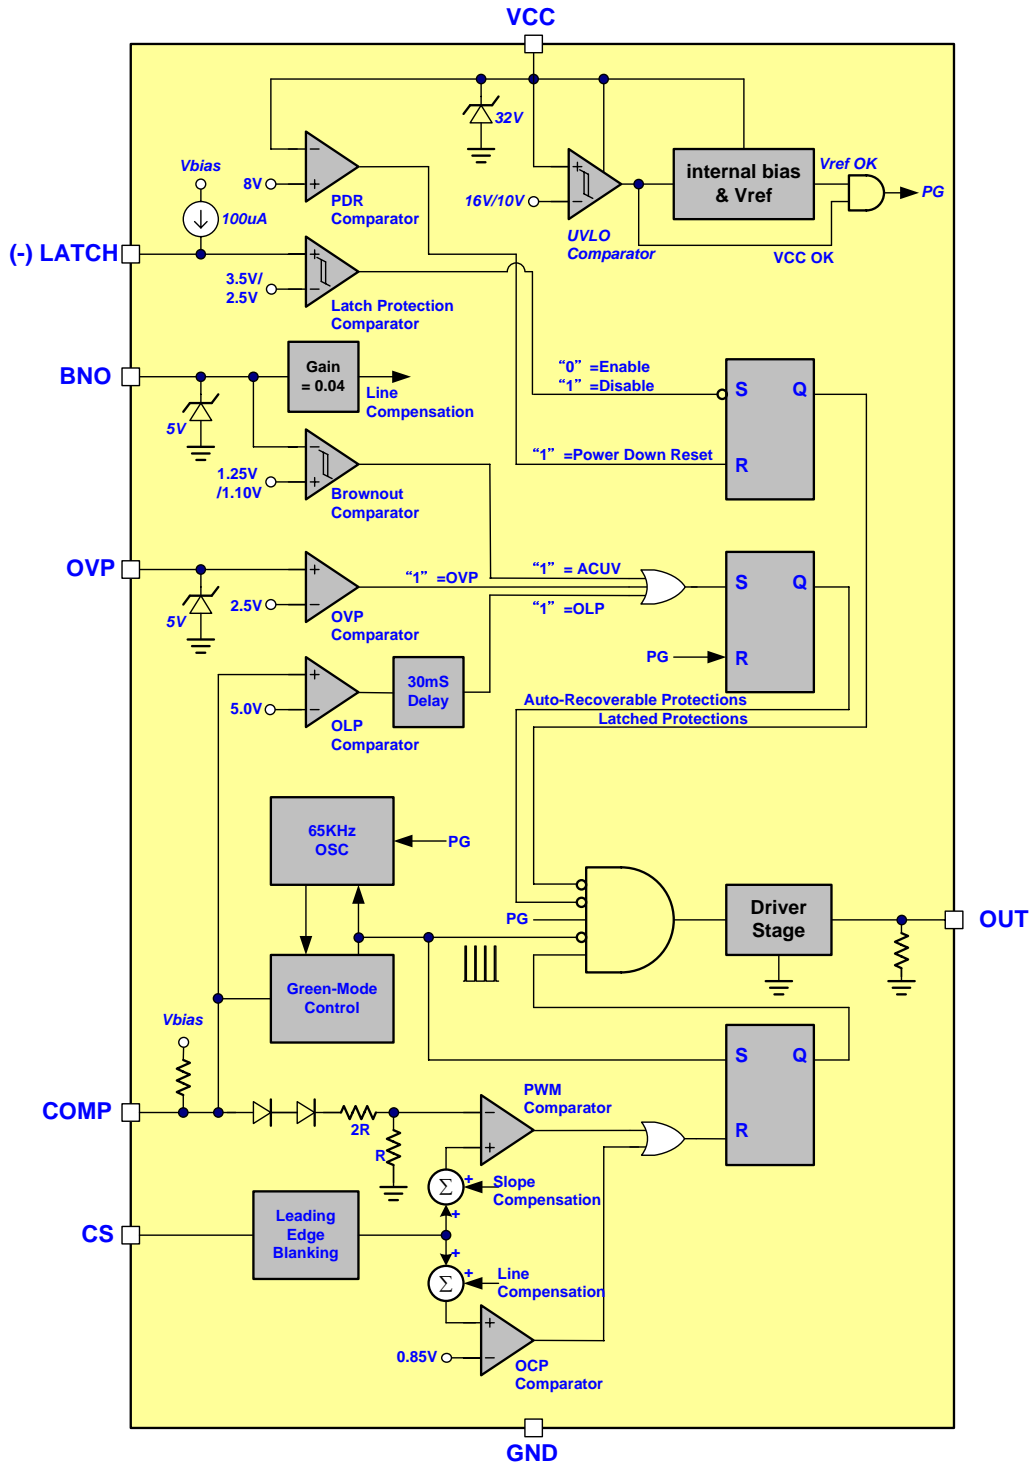 VCC
32V
Vbias
8V
PDR
Comparator
100uA
16V/10V
UVLO
Comparator
internal bias
& Vref
Vref OK
PG
VCC OK
(-) LATCH
3.5V/
2.5V
Latch Protection
Comparator
BNO
Gain
= 0.04
Line
Compensation
5V
“0” =Enable
“1” =Disable
S
Q
R
“1” =Power Down Reset
1.25V
/1.10V
Brownout
Comparator
OVP
5V
2.5V
OVP
Comparator
“1” =OVP
“1” = ACUV
“1” =OLP
S
Q
PG
R
5.0V
OLP
Comparator
30mS
Delay
Auto-Recoverable Protections
Latched Protections
65KHz
OSC
PG
PG
Driver
Stage
OUT
Green-Mode
Control
Vbias
COMP
2R
R
PWM
Comparator
S
Q
R
Σ
Slope
Compensation
CS
Leading
Edge
Blanking
Σ
Line
Compensation
0.85V
OCP
Comparator
GND